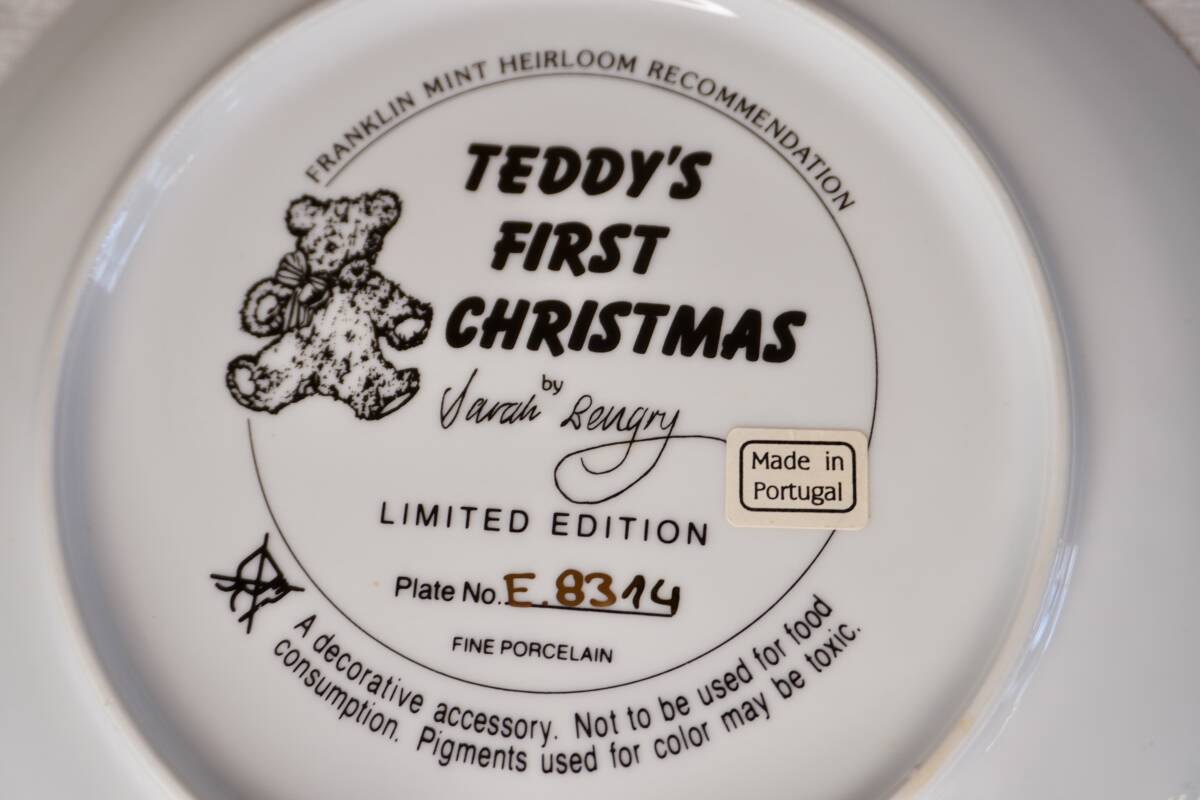 FRANKLIN MINT HEIRLOOM RECOMMENDATION
TEDDY'S
FIRST
CHRISTMAS
by
Sarah Bengry
Made in
Portugal
LIMITED EDITION
Plate No. E.8314
FINE PORCELAIN
A decorative accessory. Not to be used for food
consumption. Pigments used for color may be toxic.